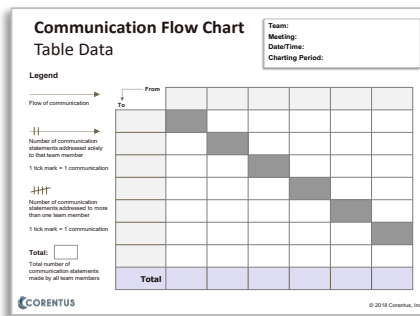 Communication Flow Chart
Table Data
Team:
Meeting:
Date/Time:
Charting Period:
Legend
Flow of communication
Number of communication
statements addressed solely
to that team member
1 tick mark = 1 communication
Number of communication
statements addressed to more
than one team member
1 tick mark = 1 communication
Total:
Total number of
communication statements
made by all team members
From
To
Total
CORENTUS
© 2018 Corentus, Inc